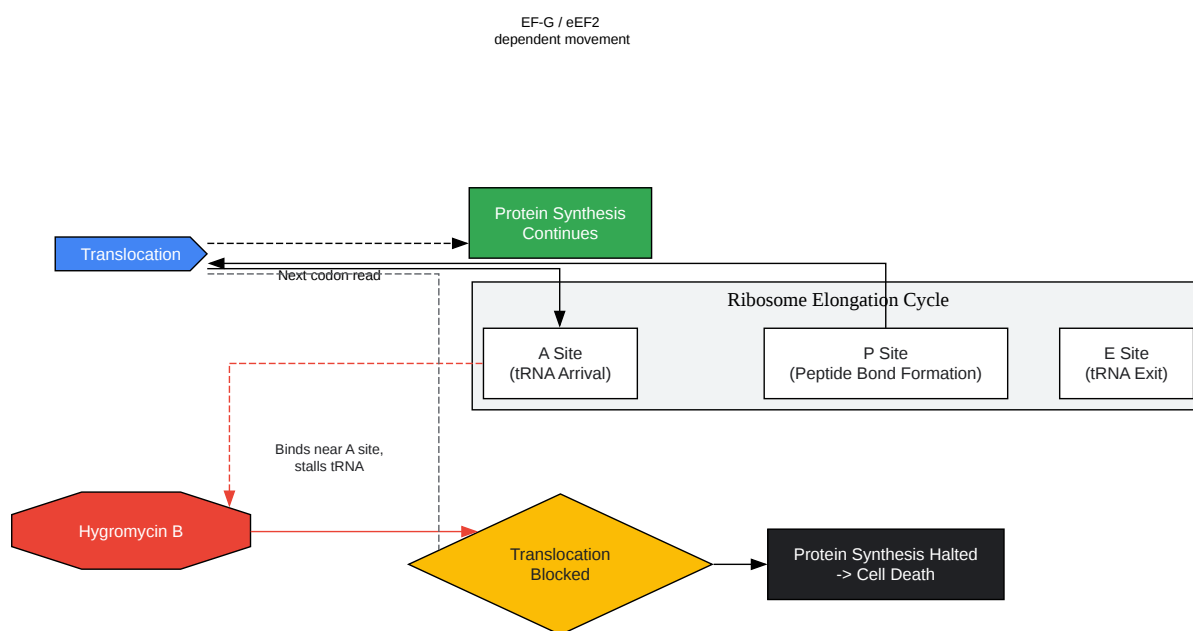 EF-G / eEF2
dependent movement
Protein Synthesis
Continues
Translocation
Next codon read
Ribosome Elongation Cycle
A Site
(tRNA Arrival)
P Site
(Peptide Bond Formation)
E Site
(tRNA Exit)
Binds near A site,
stalls tRNA
Hygromycin B
Translocation
Blocked
Protein Synthesis Halted
-> Cell Death